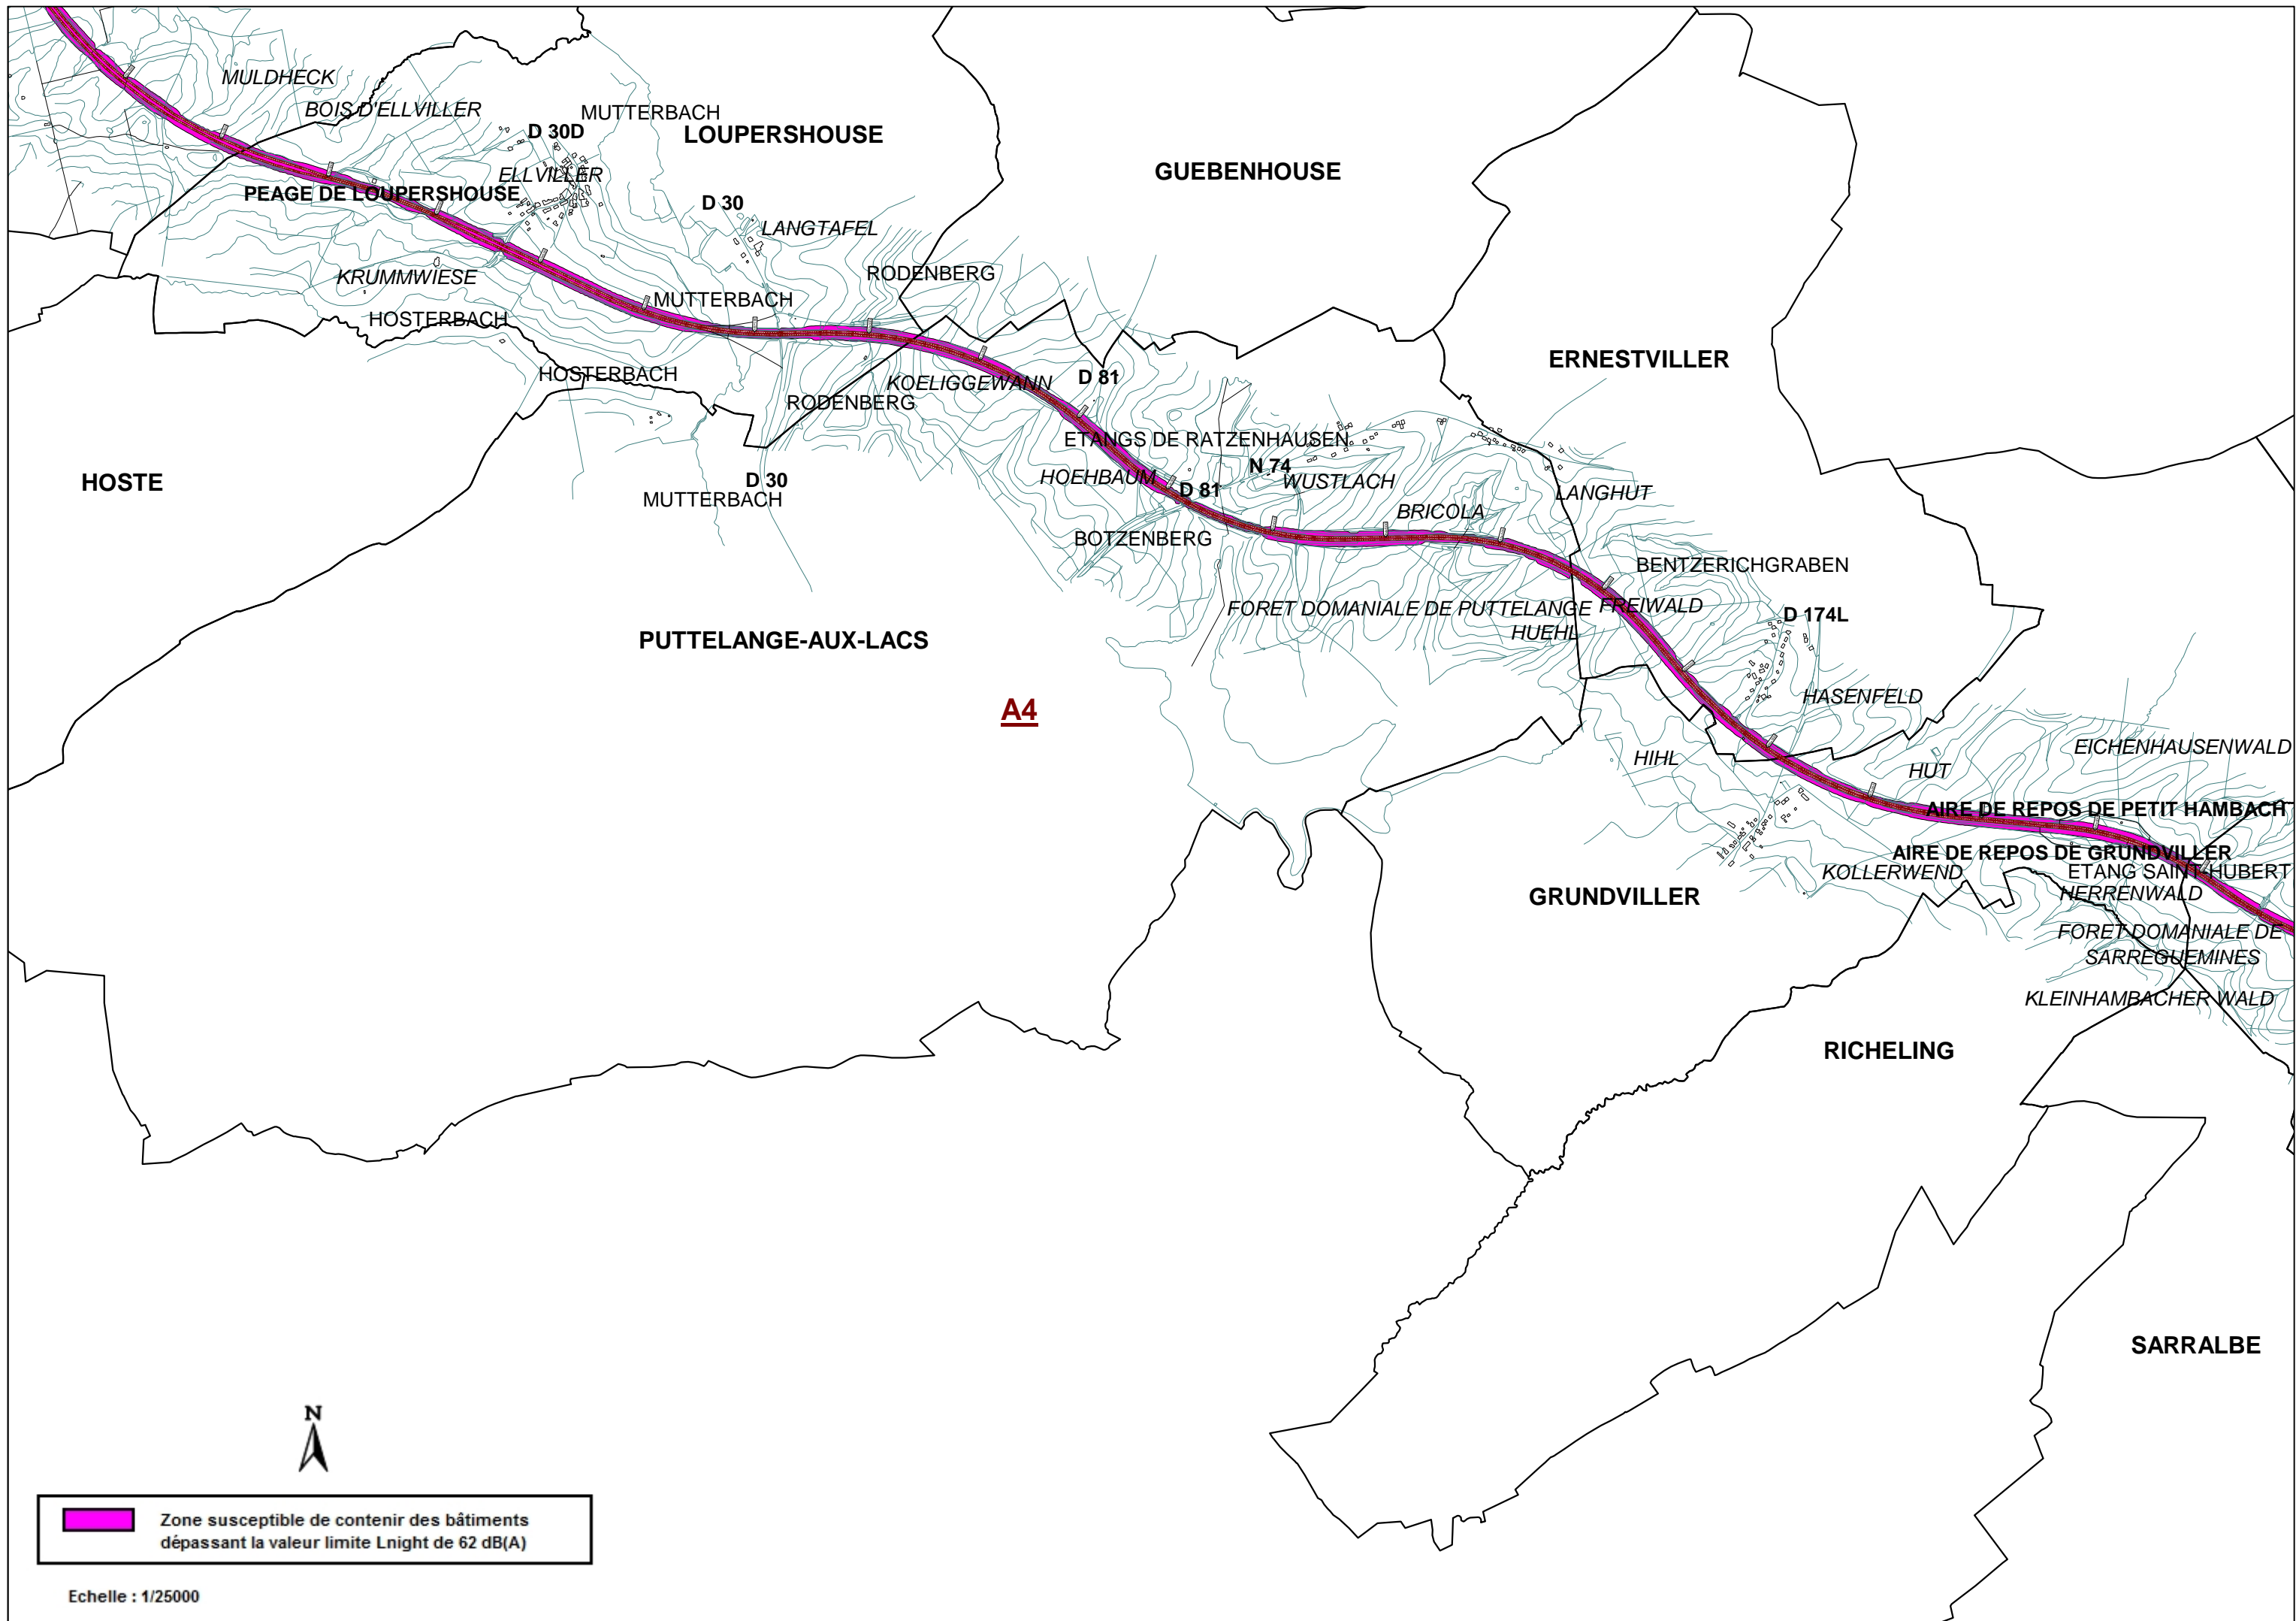 MULDHECK
BOIS D'ELLVILLER
MUTTERBACH
D 30D
LOUPERSHOUSE
GUEBENHOUSE
ELLVILLER
PEAGE DE LOUPERSHOUSE
D 30
LANGTAFEL
RODENBERG
KRUMMWIESE
MUTTERBACH
HOSTERBACH
ERNESTVILLER
HOSTERBACH
KOELIGGEWANN
D 81
RODENBERG
ETANGS DE RATZENHAUSEN
N 74
HOSTE
D 30
HOEHBAUM
WUSTLACH
D 81
LANGHUT
MUTTERBACH
BRICOLA
BOTZENBERG
BENTZERICHGRABEN
FORET DOMANIALE DE PUTTELANGE
FREIWALD
D 174L
HUEHL
PUTTELANGE-AUX-LACS
HASENFELD
A4
EICHENHAUSENWALD
HIHL
HUT
AIRE DE REPOS DE PETIT HAMBACH
AIRE DE REPOS DE GRUNDVILLER
KOLLERWEND
ETANG SAINT-HUBERT
HERRENWALD
GRUNDVILLER
FORET DOMANIALE DE
SARREGUEMINES
KLEINHAMBACHER WALD
RICHELING
SARRALBE
N
Zone susceptible de contenir des bâtiments
dépassant la valeur limite Lnight de 62 dB(A)
Echelle : 1/25000